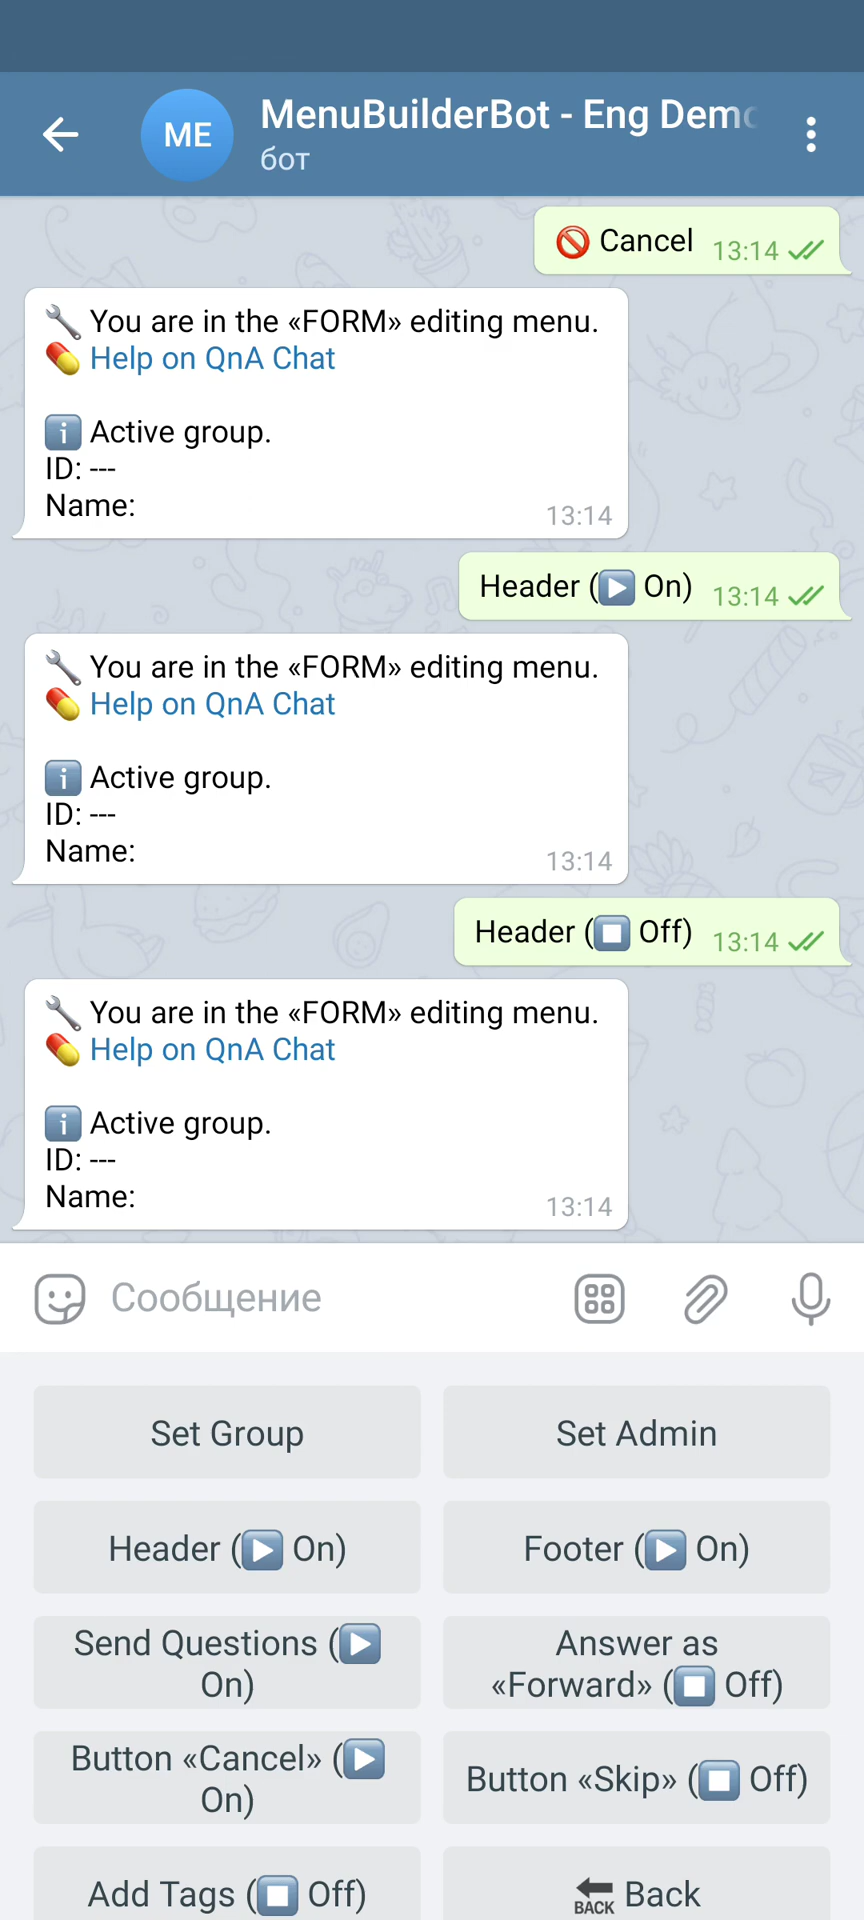 ME
MenuBuilderBot - Eng Demo
бот
🚫 Cancel 13:14
🔧 You are in the «FORM» editing menu.
💊 Help on QnA Chat
ℹ️ Active group.
ID: ---
Name:
13:14
Header (▶️ On) 13:14
🔧 You are in the «FORM» editing menu.
💊 Help on QnA Chat
ℹ️ Active group.
ID: ---
Name:
13:14
Header (⏹️ Off) 13:14
🔧 You are in the «FORM» editing menu.
💊 Help on QnA Chat
ℹ️ Active group.
ID: ---
Name:
13:14
Сообщение
Set Group
Set Admin
Header (▶️ On)
Footer (▶️ On)
Send Questions (▶️
On)
Answer as
«Forward» (⏹️ Off)
Button «Cancel» (▶️
On)
Button «Skip» (⏹️ Off)
Add Tags (⏹️ Off)
🔙 Back